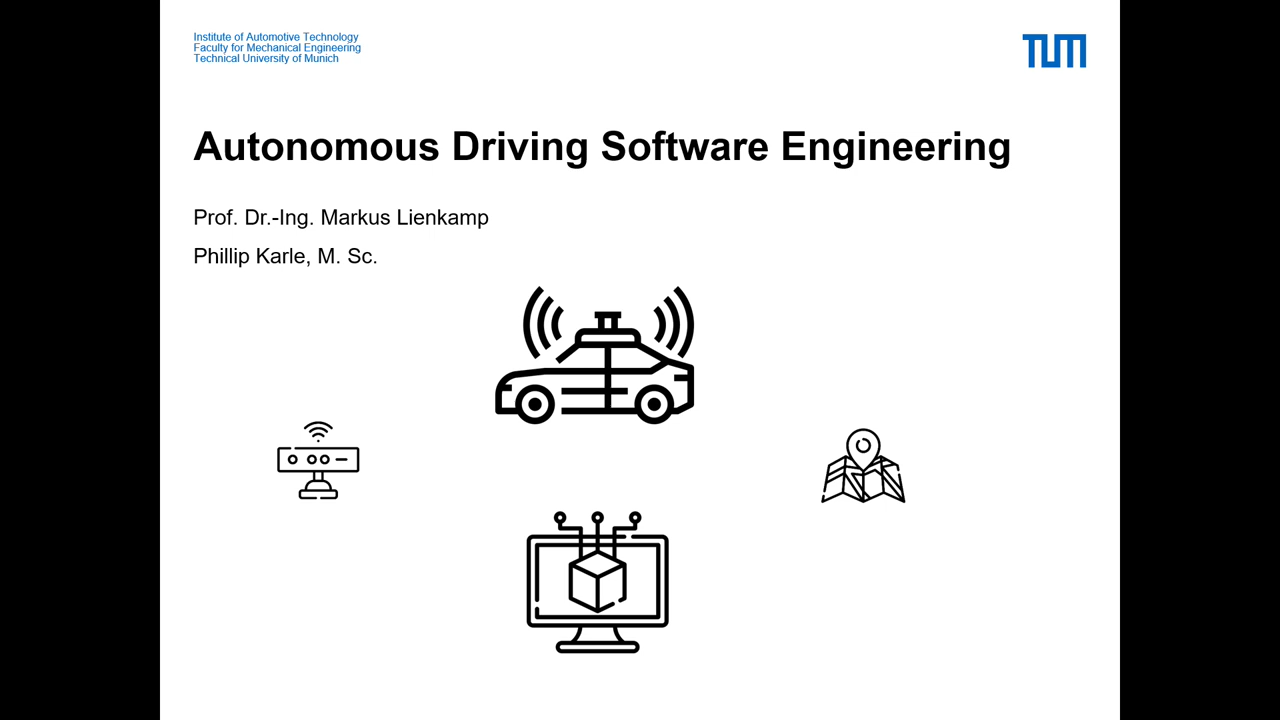 Institute of Automotive Technology
Faculty for Mechanical Engineering
Technical University of Munich
TUM
Autonomous Driving Software Engineering
Prof. Dr.-Ing. Markus Lienkamp
Phillip Karle, M. Sc.